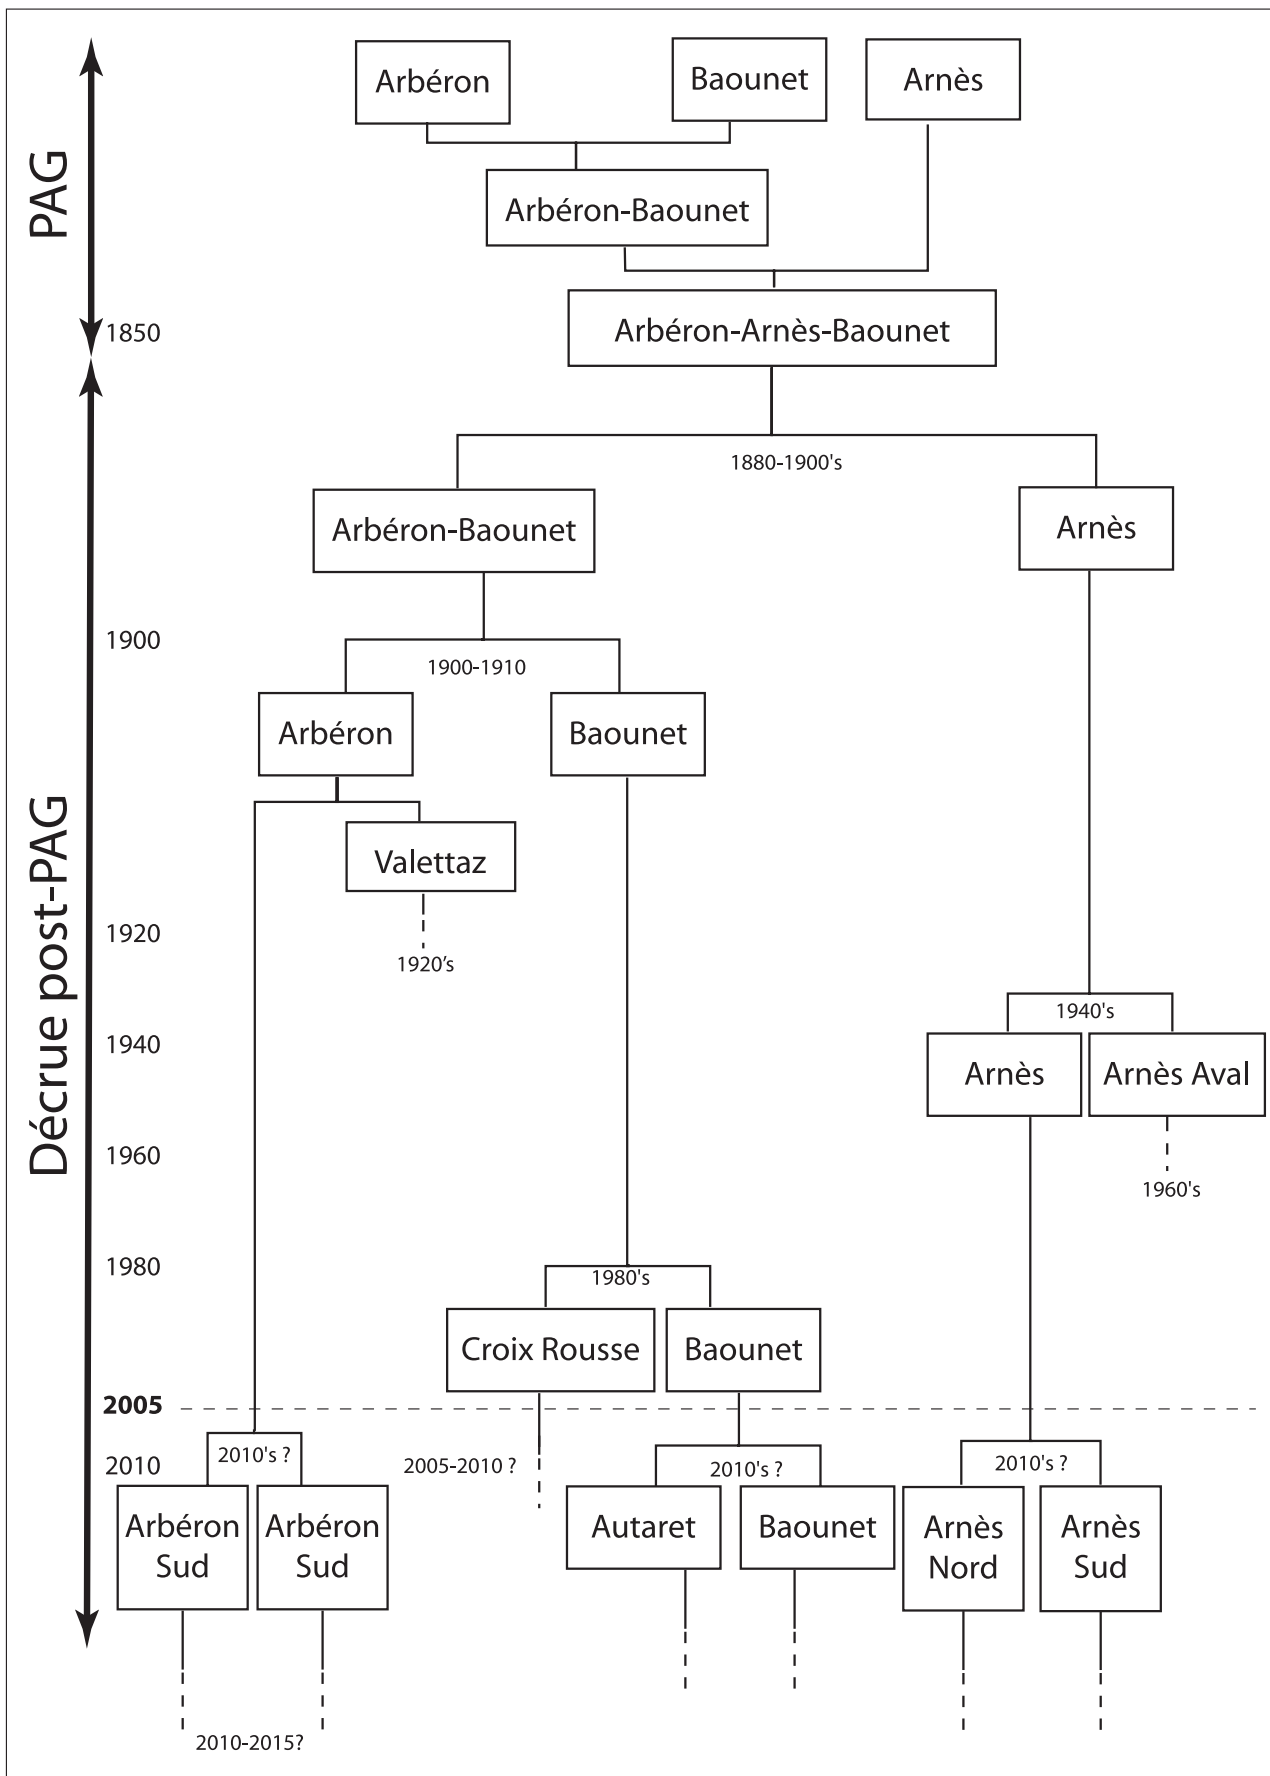 PAG
Arbéron
Baounet
Arnès
Arbéron-Baounet
Arbéron-Arnès-Baounet
1850
Décrue post-PAG
1880-1900's
Arbéron-Baounet
Arnès
1900
1900-1910
Arbéron
Baounet
Valettaz
1920
1920's
1940's
1940
Arnès
Arnès Aval
1960
1960's
1980
1980's
Croix Rousse
Baounet
2005
2010
2010's ?
2005-2010 ?
2010's ?
2010's ?
Arbéron
Sud
Arbéron
Sud
Autaret
Baounet
Arnès
Nord
Arnès
Sud
2010-2015?